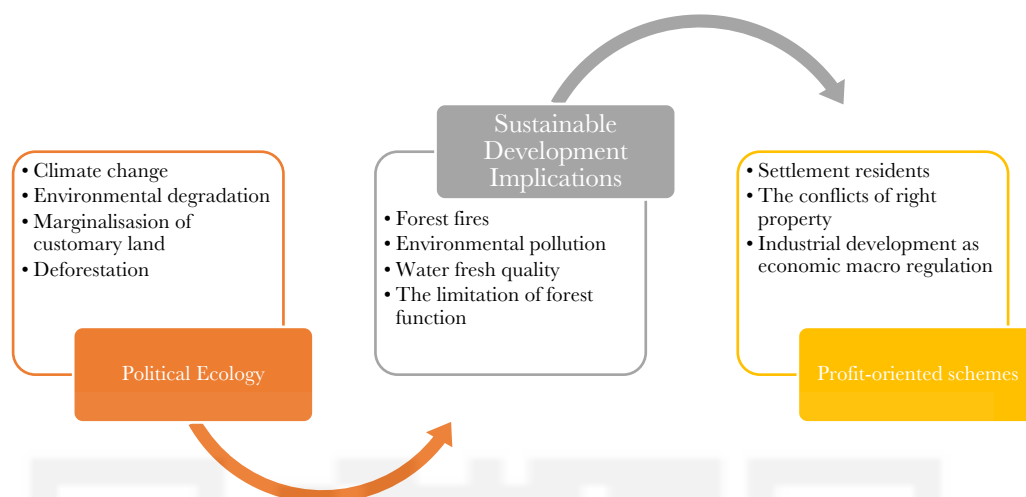 • Climate change
• Environmental degradation
• Marginalisasion of
customary land
• Deforestation
Political Ecology
Sustainable
Development
Implications
• Forest fires
• Environmental pollution
• Water fresh quality
• The limitation of forest
function
• Settlement residents
• The conflicts of right
property
• Industrial development as
economic macro regulation
Profit-oriented schemes